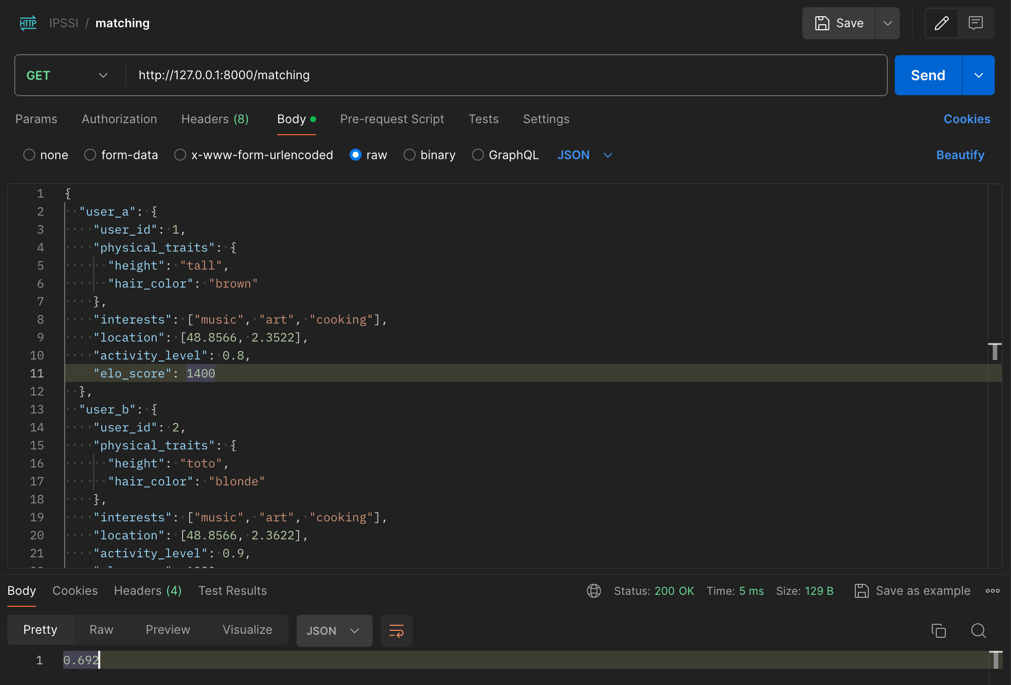 HTTP IPSSI / matching Save
GET http://127.0.0.1:8000/matching Send
Params Authorization Headers (8) Body Pre-request Script Tests Settings Cookies
none form-data x-www-form-urlencoded raw binary GraphQL JSON Beautify
1 {
2 "user_a": {
3 "user_id": 1,
4 "physical_traits": {
5 "height": "tall",
6 "hair_color": "brown"
7 },
8 "interests": ["music", "art", "cooking"],
9 "location": [48.8566, 2.3522],
10 "activity_level": 0.8,
11 "elo_score": 1400
12 },
13 "user_b": {
14 "user_id": 2,
15 "physical_traits": {
16 "height": "toto",
17 "hair_color": "blonde"
18 },
19 "interests": ["music", "art", "cooking"],
20 "location": [48.8566, 2.3622],
21 "activity_level": 0.9,
Body Cookies Headers (4) Test Results Status: 200 OK Time: 5 ms Size: 129 B Save as example
Pretty Raw Preview Visualize JSON
1 0.692